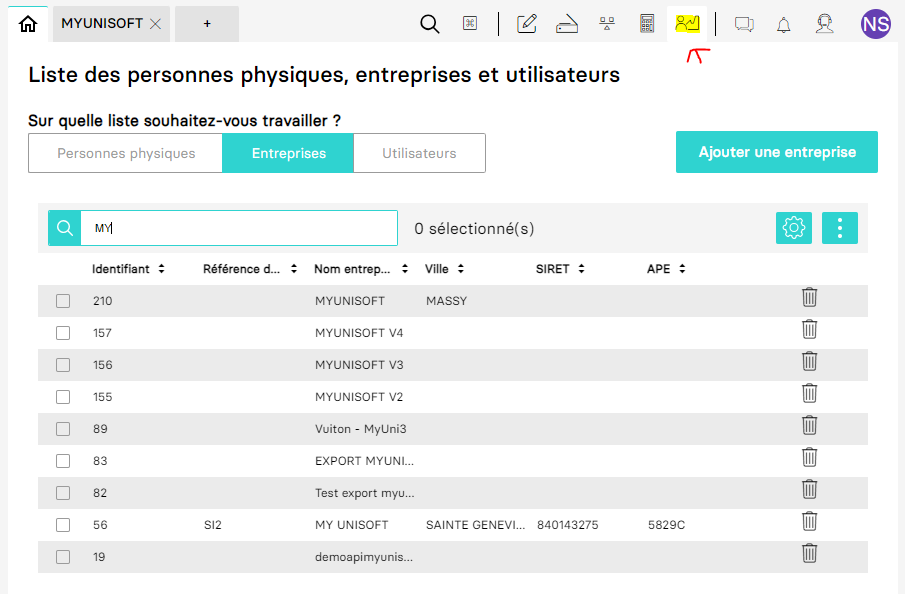 MYUNISOFT +
NS
Liste des personnes physiques, entreprises et utilisateurs
Sur quelle liste souhaitez-vous travailler ?
Personnes physiques Entreprises Utilisateurs
Ajouter une entreprise
MY 0 sélectionné(s)
Identifiant Référence d... Nom entrep... Ville SIRET APE
210 MYUNISOFT MASSY
157 MYUNISOFT V4
156 MYUNISOFT V3
155 MYUNISOFT V2
89 Vuiton - MyUni3
83 EXPORT MYUNI...
82 Test export myu...
56 SI2 MY UNISOFT SAINTE GENEVI... 840143275 5829C
19 demoapimyunis...